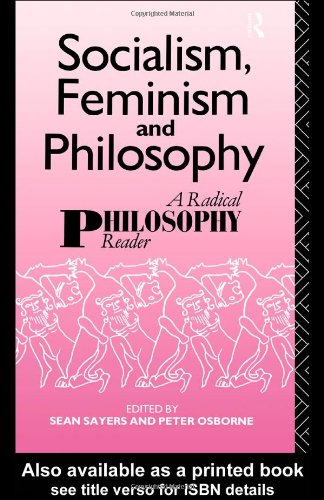 Socialism,
Feminism
and
Philosophy
A Radical
PHILOSOPHY
Reader
EDITED BY
SEAN SAYERS AND PETER OSBORNE
Also available as a printed book
see title verso for ISBN details